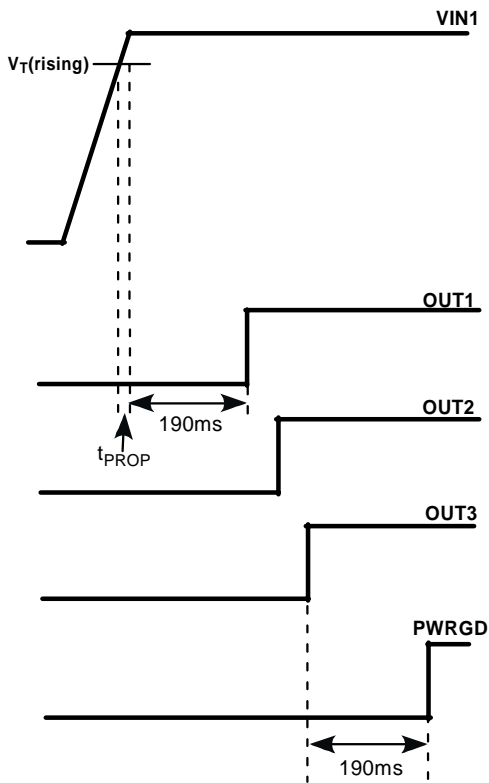 VIN1
VT(rising)
OUT1
190ms
tPROP
OUT2
OUT3
PWRGD
190ms